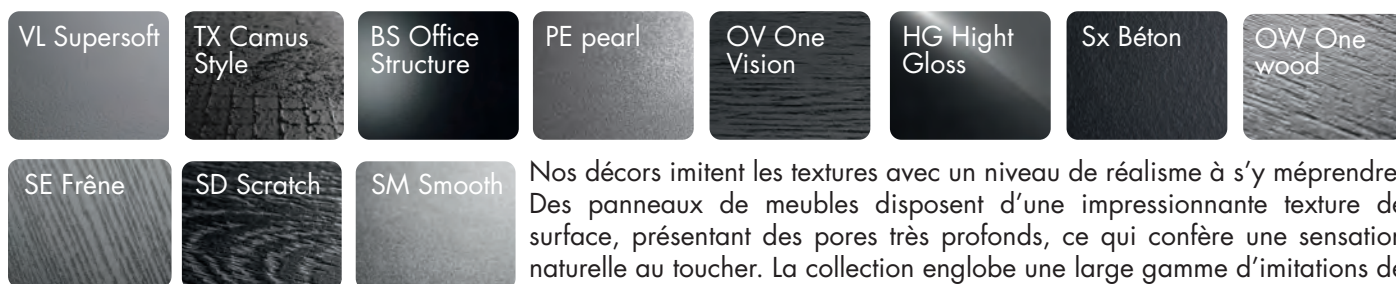 VL Supersoft
TX Camus
Style
BS Office
Structure
PE pearl
OV One
Vision
HG Hight
Gloss
Sx Béton
OW One
wood
SE Frêne
SD Scratch
SM Smooth
Nos décors imitent les textures avec un niveau de réalisme à s’y méprendre
Des panneaux de meubles disposent d’une impressionnante texture de
surface, présentant des pores très profonds, ce qui confère une sensation
naturelle au toucher. La collection englobe une large gamme d’imitations de